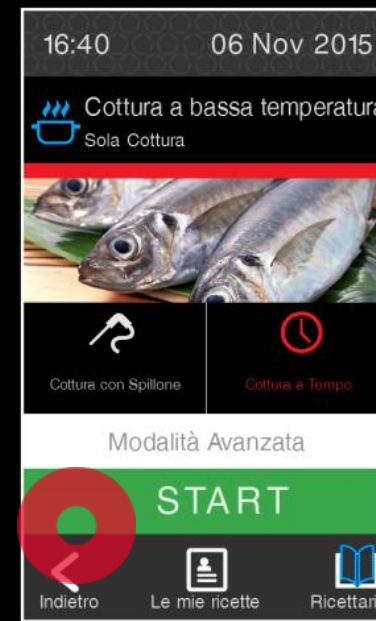 16:40 06 Nov 2015
Cottura a bassa temperatura
Sola Cottura
Cottura con Spillone
Cottura a Tempo
Modalità Avanzata
START
Indietro
Le mie ricette
Ricettari